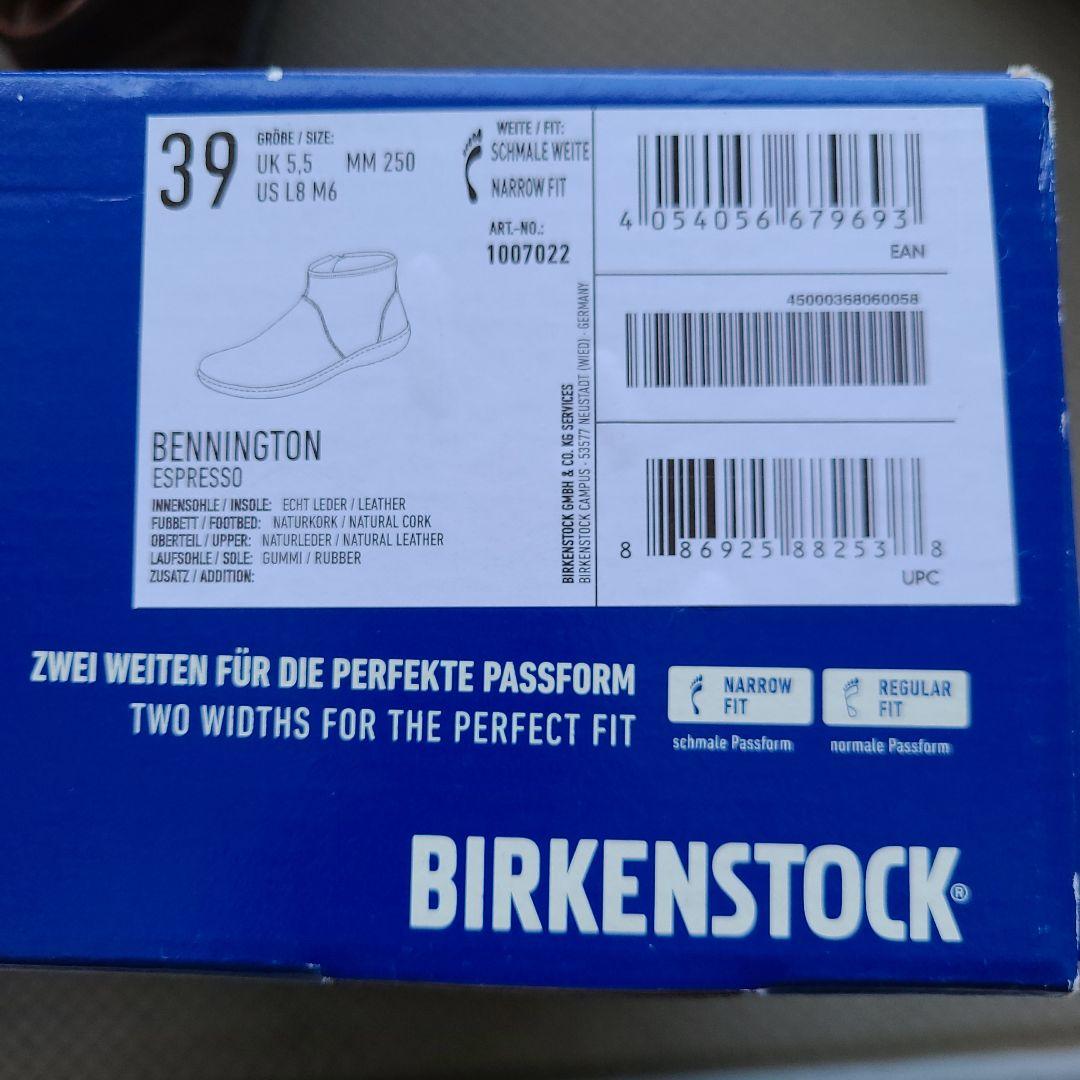 39
GRÖßE / SIZE:
UK 5,5 MM 250
US L8 M6
WEITE / FIT:
SCHMALE WEITE
NARROW FIT
ART.-NO.:
1007022
BENNINGTON
ESPRESSO
INNENSOHLE / INSOLE: ECHT LEDER / LEATHER
FUßBETT / FOOTBED: NATURKORK / NATURAL CORK
OBERTEIL / UPPER: NATURLEDER / NATURAL LEATHER
LAUFSOHLE / SOLE: GUMMI / RUBBER
ZUSATZ / ADDITION:
BIRKENSTOCK GMBH & CO. KG SERVICES
BIRKENSTOCK CAMPUS - 53577 NEUSTADT (WIED) - GERMANY
4 054056 679693
EAN
45000368060058
8 86925 88253 8
UPC
ZWEI WEITEN FÜR DIE PERFEKTE PASSFORM
TWO WIDTHS FOR THE PERFECT FIT
NARROW
FIT
schmale Passform
REGULAR
FIT
normale Passform
BIRKENSTOCK®